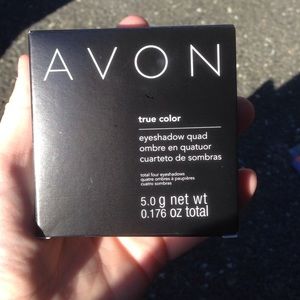 AVON
true color
eyeshadow quad
ombre en quatuor
cuarteto de sombras
total four eyeshadows
quatre ombres à paupières
cuatro sombras
5.0 g net wt
0.176 oz total